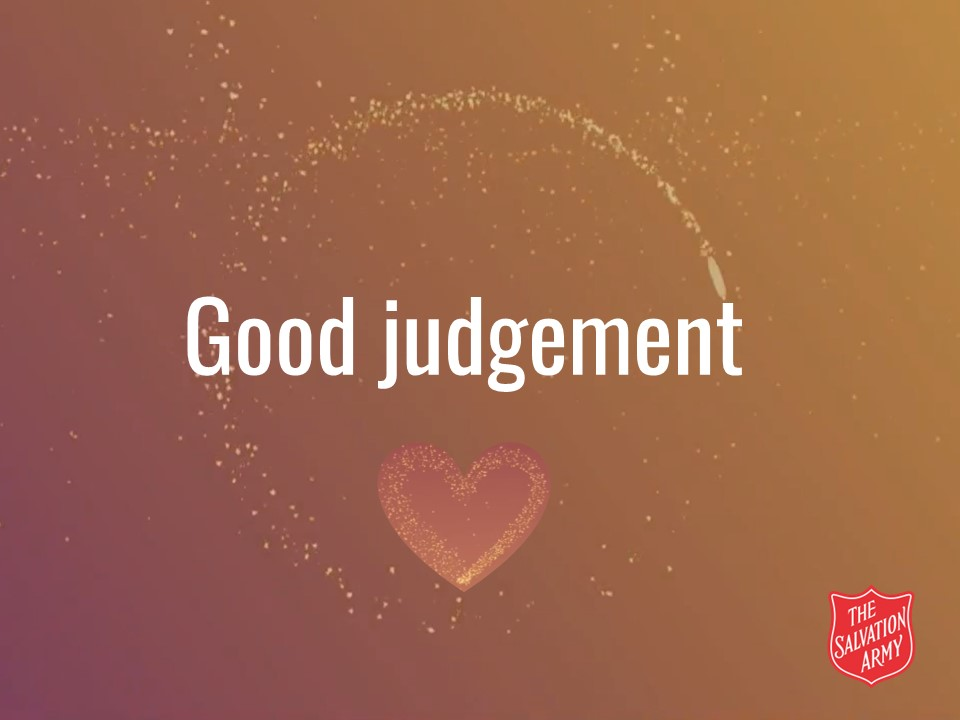 Good judgement
THE
SALVATION
ARMY